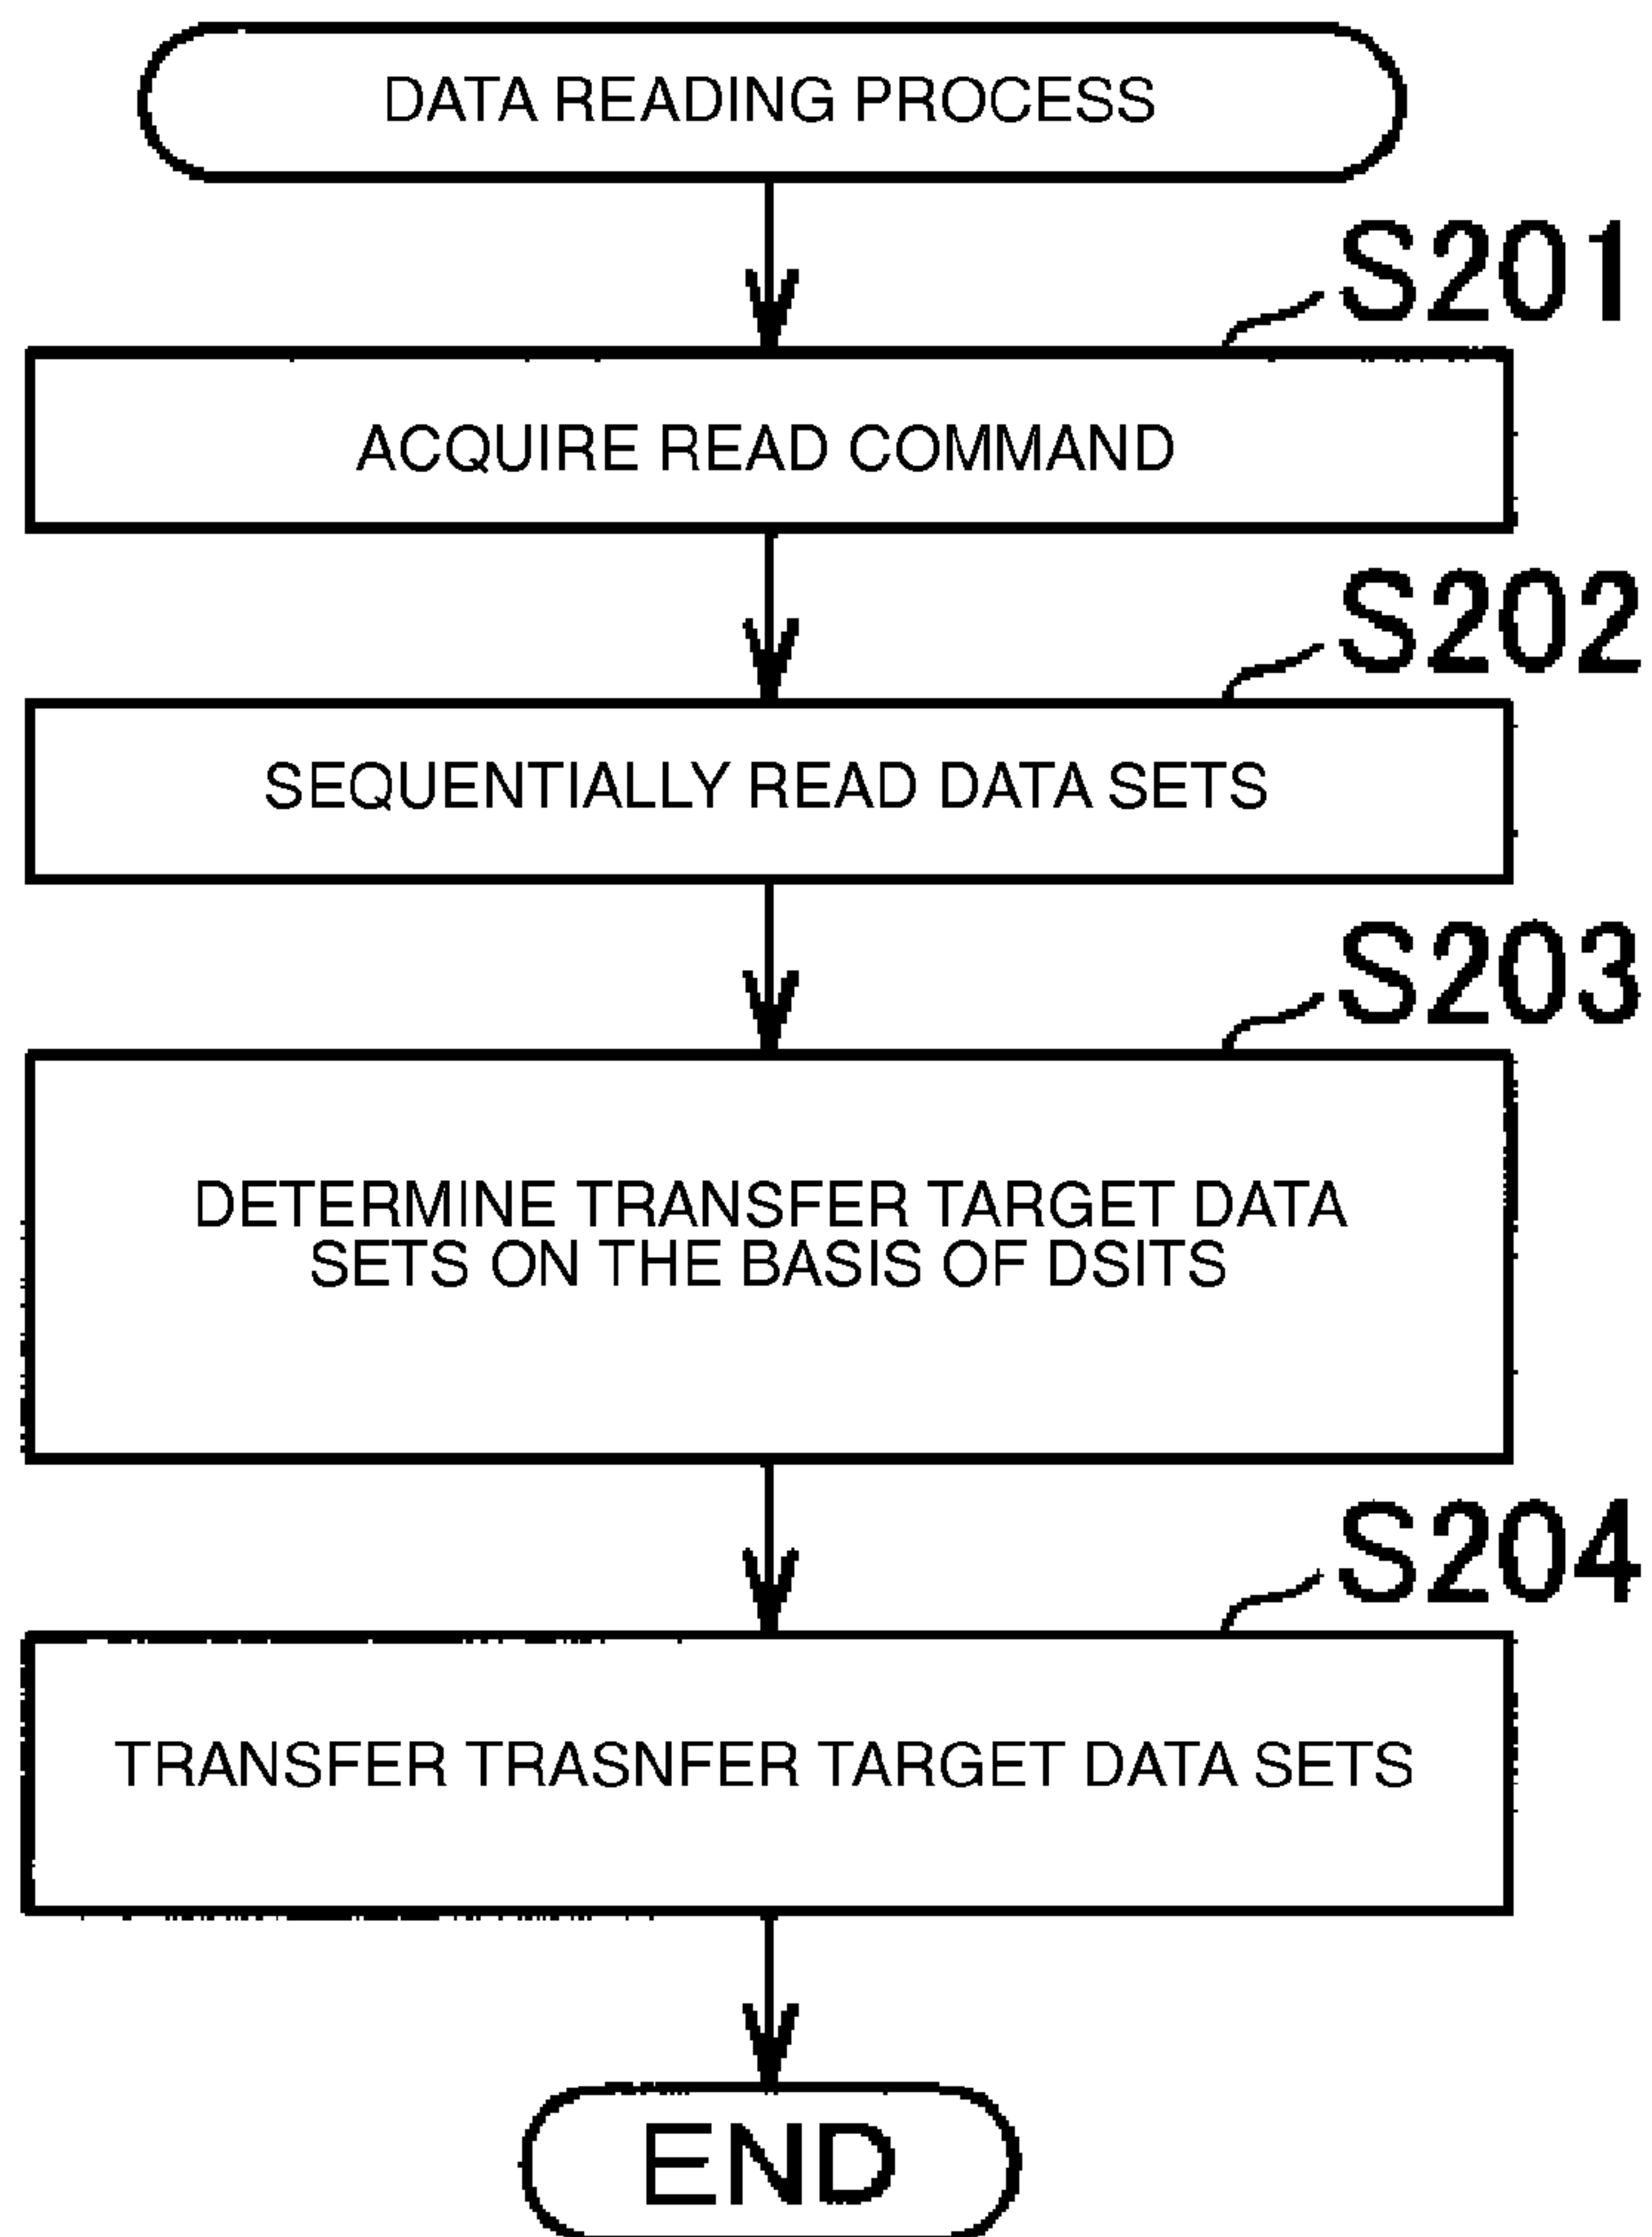 DATA READING PROCESS
S201
ACQUIRE READ COMMAND
S202
SEQUENTIALLY READ DATA SETS
S203
DETERMINE TRANSFER TARGET DATA
SETS ON THE BASIS OF DSITS
S204
TRANSFER TRASNFER TARGET DATA SETS
END